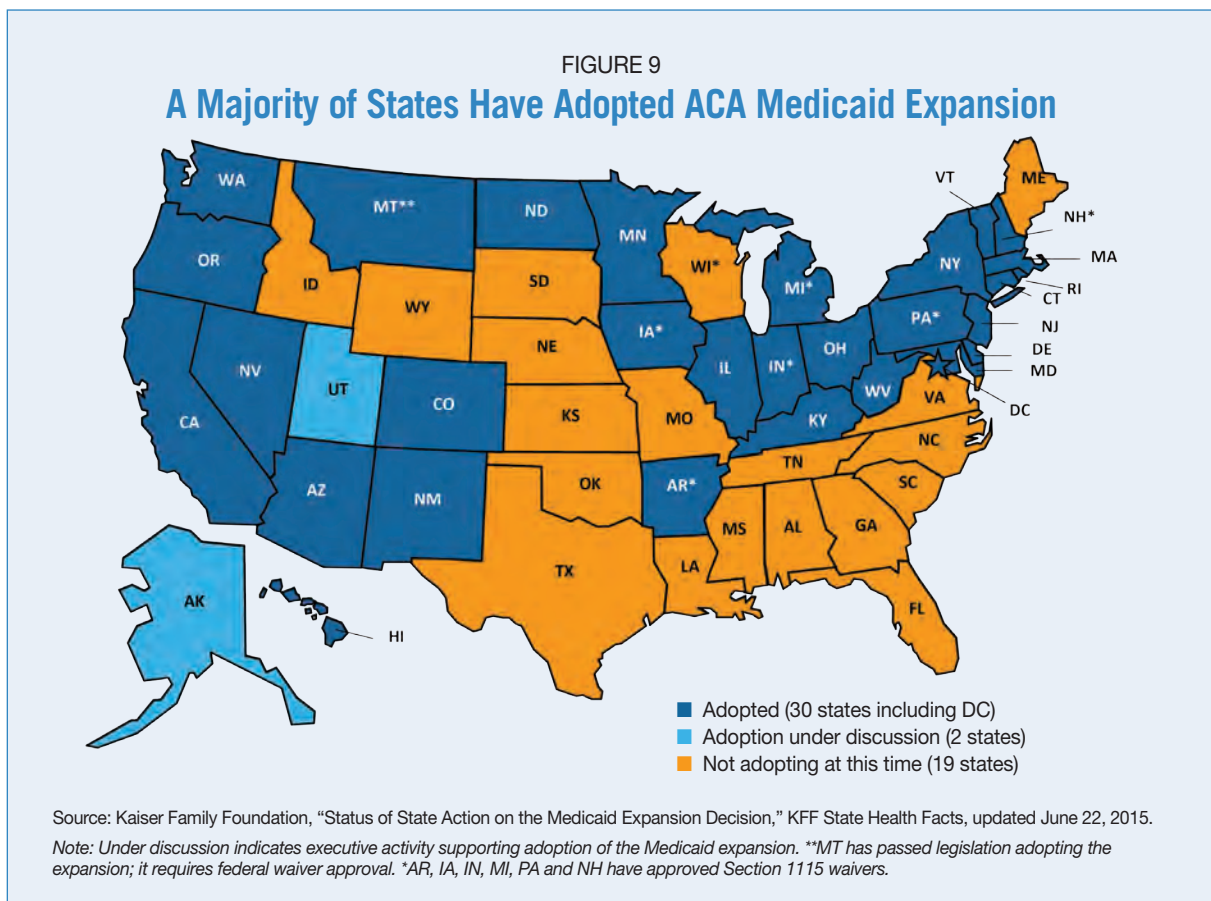 FIGURE 9
A Majority of States Have Adopted ACA Medicaid Expansion
WA
MT**
ND
MN
OR
ID
WY
SD
WI*
MI*
NY
VT
ME
NH*
MA
RI
CT
NJ
DE
MD
DC
PA*
IA*
NE
NV
UT
CO
CA
IL
IN*
OH
WV
VA
KS
MO
KY
NC
AZ
NM
OK
AR*
TN
SC
MS
AL
GA
TX
LA
FL
AK
HI
Adopted (30 states including DC)
Adoption under discussion (2 states)
Not adopting at this time (19 states)
Source: Kaiser Family Foundation, “Status of State Action on the Medicaid Expansion Decision,” KFF State Health Facts, updated June 22, 2015.
Note: Under discussion indicates executive activity supporting adoption of the Medicaid expansion. **MT has passed legislation adopting the
expansion; it requires federal waiver approval. *AR, IA, IN, MI, PA and NH have approved Section 1115 waivers.